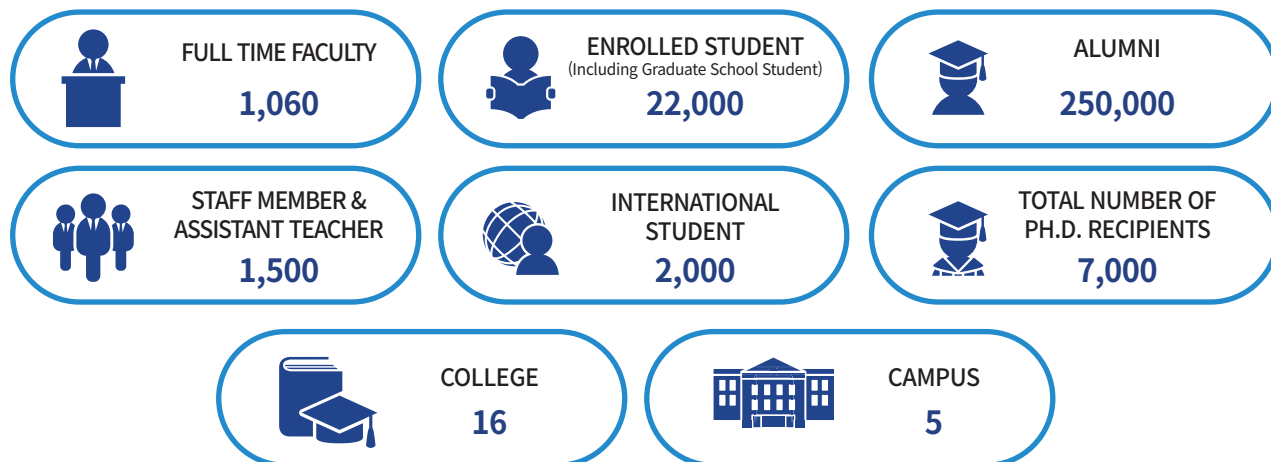 FULL TIME FACULTY
1,060
ENROLLED STUDENT
(Including Graduate School Student)
22,000
ALUMNI
250,000
STAFF MEMBER &
ASSISTANT TEACHER
1,500
INTERNATIONAL
STUDENT
2,000
TOTAL NUMBER OF
PH.D. RECIPIENTS
7,000
COLLEGE
16
CAMPUS
5